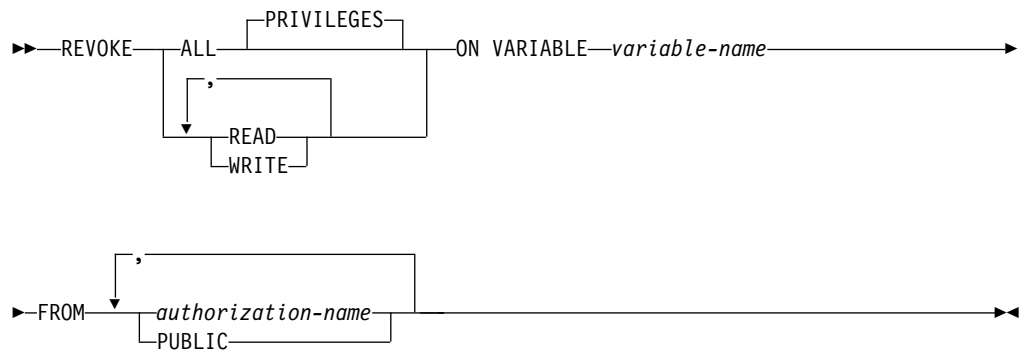 PRIVILEGES
REVOKE ALL ON VARIABLE variable-name
,
READ
WRITE
,
FROM authorization-name
PUBLIC